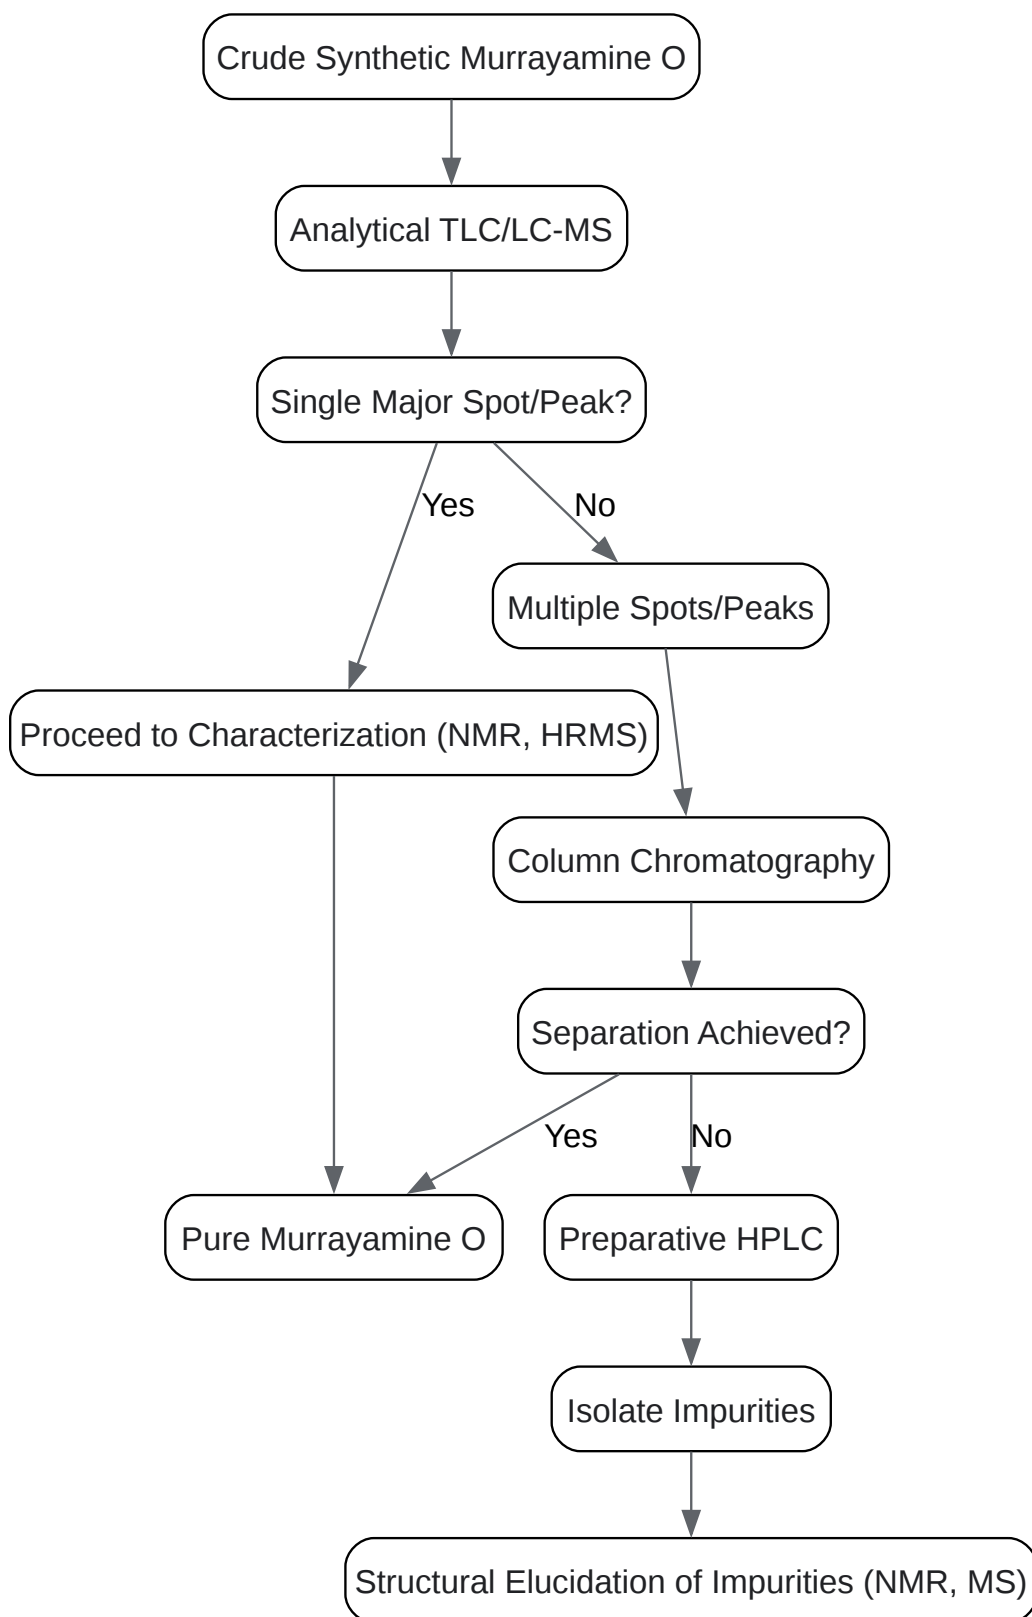 Crude Synthetic Murrayamine O
Analytical TLC/LC-MS
Single Major Spot/Peak?
Yes
No
Multiple Spots/Peaks
Proceed to Characterization (NMR, HRMS)
Column Chromatography
Separation Achieved?
Yes
No
Pure Murrayamine O
Preparative HPLC
Isolate Impurities
Structural Elucidation of Impurities (NMR, MS)